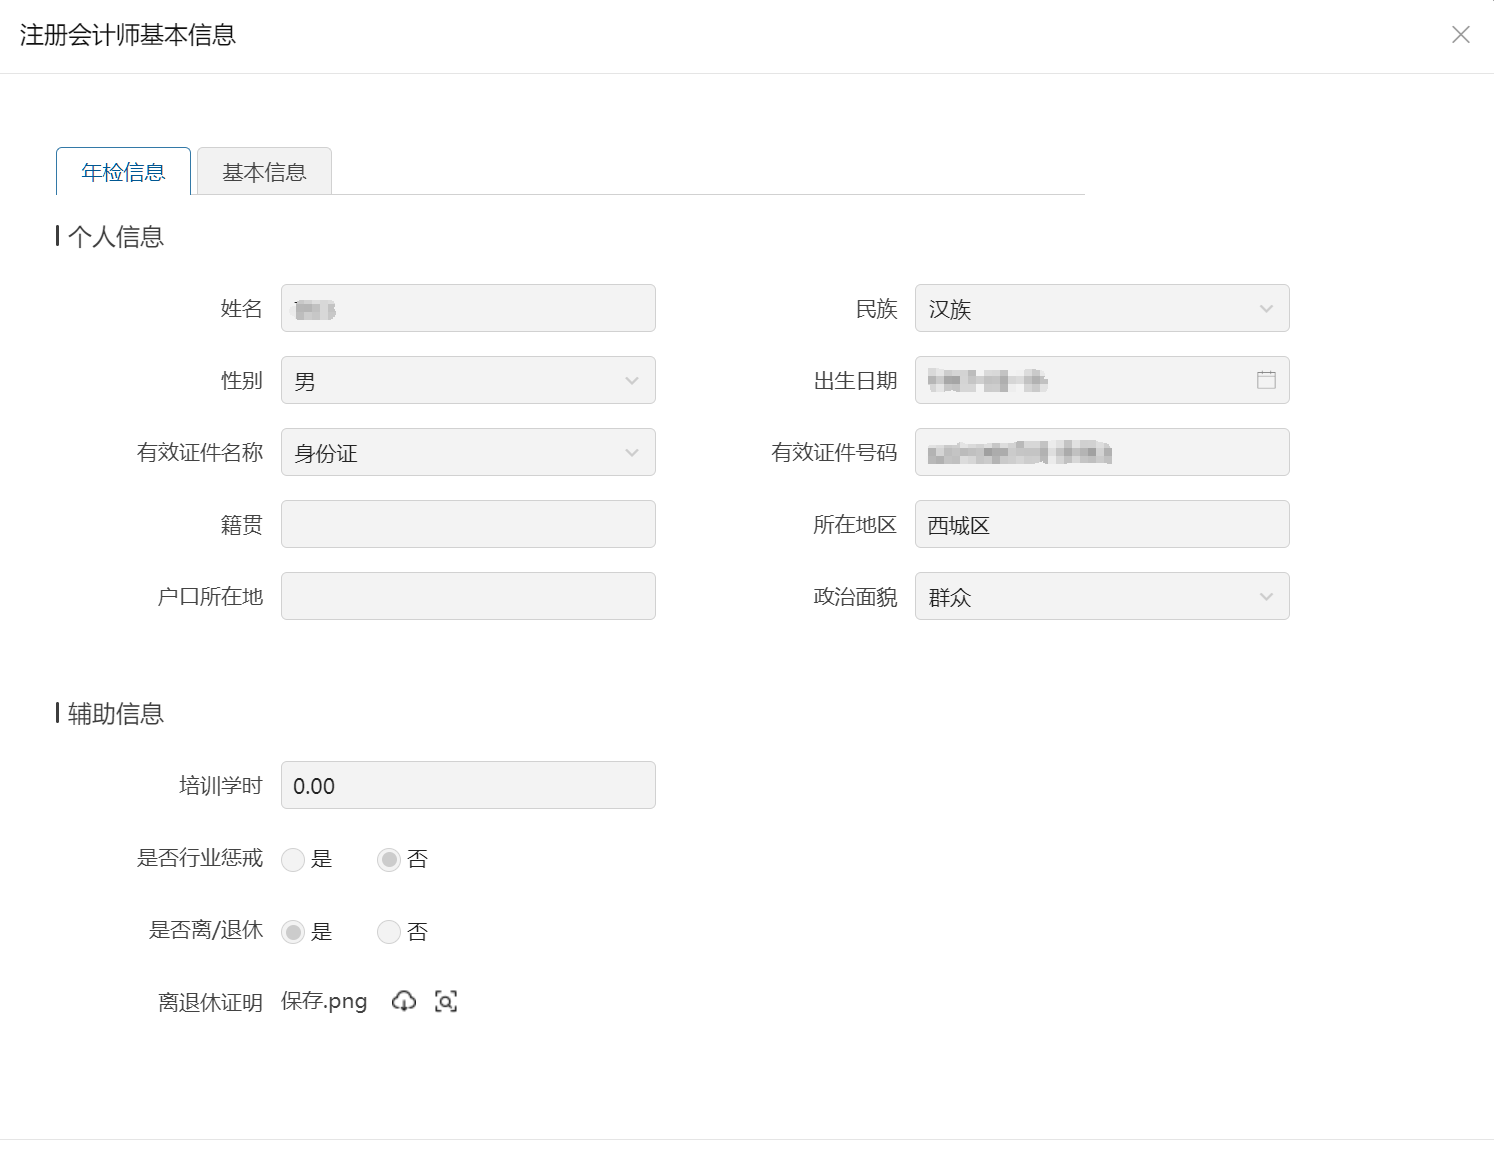 注册会计师基本信息
年检信息 基本信息
个人信息
姓名 民族 汉族
性别 男 出生日期
有效证件名称 身份证 有效证件号码
籍贯 所在地区 西城区
户口所在地 政治面貌 群众
辅助信息
培训学时 0.00
是否行业惩戒 是 否
是否离/退休 是 否
离退休证明 保存.png